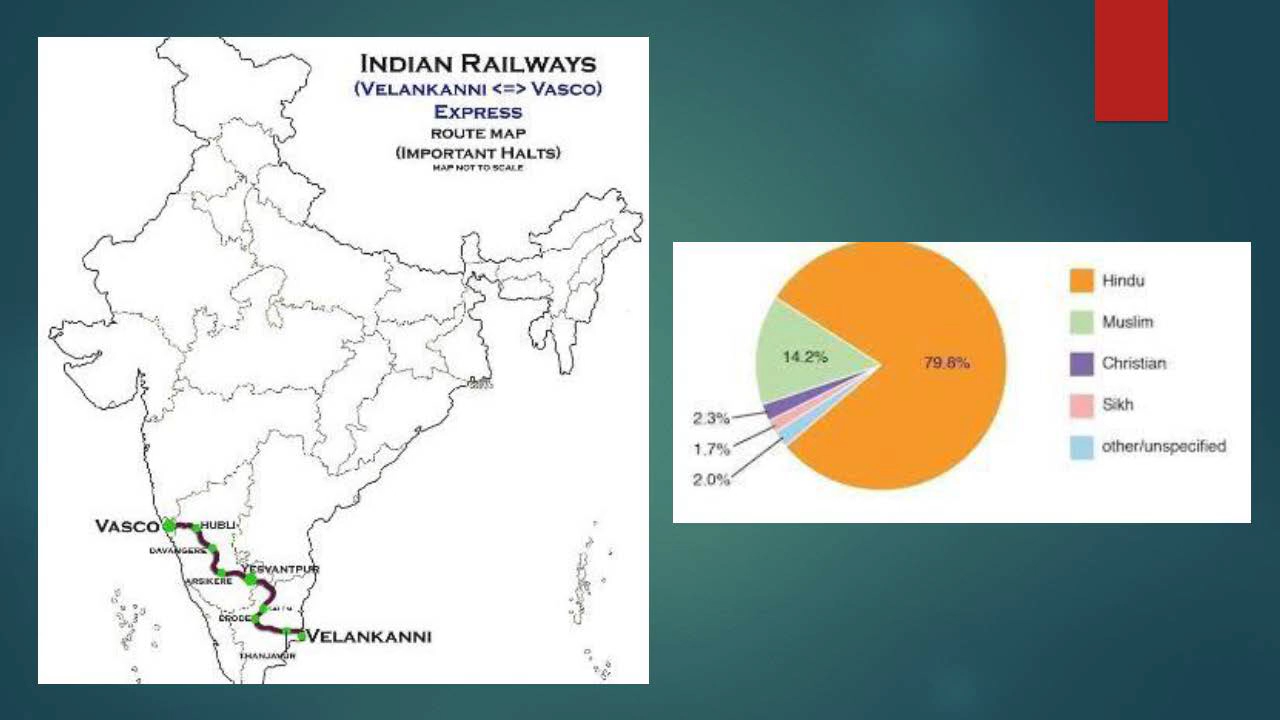 INDIAN RAILWAYS
(VELANKANNI <=> VASCO)
EXPRESS
ROUTE MAP
(IMPORTANT HALTS)
MAP NOT TO SCALE
VASCO
HUBLI
DAVANGERE
YESVANTPUR
ARSIKERE
SALEM
ERODE
VELANKANNI
THANJAVUR
79.8%
14.2%
2.3%
1.7%
2.0%
Hindu
Muslim
Christian
Sikh
other/unspecified